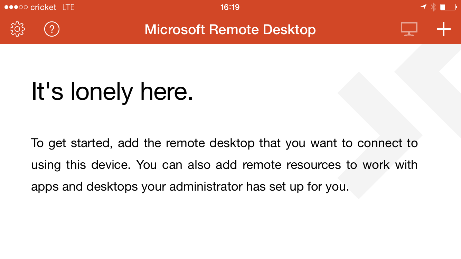 cricket LTE 16:19
? Microsoft Remote Desktop
It's lonely here.
To get started, add the remote desktop that you want to connect to
using this device. You can also add remote resources to work with
apps and desktops your administrator has set up for you.